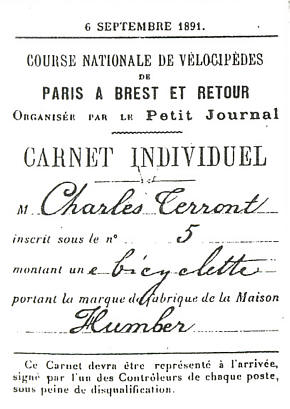 6 SEPTEMBRE 1891.
COURSE NATIONALE DE VÉLOCIPÈDES
DE
PARIS A BREST ET RETOUR
ORGANISÉE PAR LE Petit Journal
CARNET INDIVIDUEL
M Charles Terront
inscrit sous le n° 5
montant une bicyclette
portant la marque de fabrique de la Maison
Humber
Ce Carnet devra être représenté à l'arrivée,
signé par l'un des Contrôleurs de chaque poste,
sous peine de disqualification.